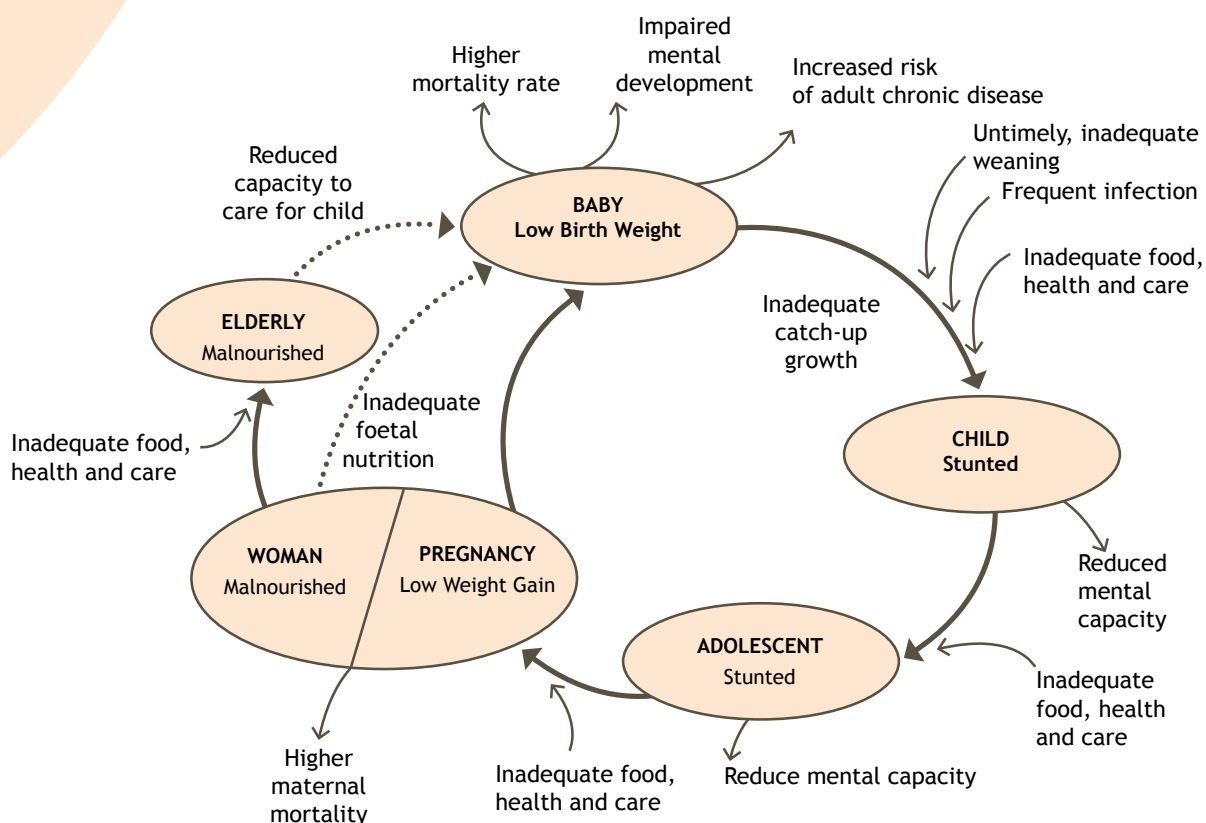 Higher
mortality rate
Impaired
mental
development
Increased risk
of adult chronic disease
Untimely, inadequate
weaning
Frequent infection
Inadequate food,
health and care
Reduced
capacity to
care for child
BABY
Low Birth Weight
Inadequate
catch-up
growth
ELDERLY
Malnourished
Inadequate
foetal
nutrition
Inadequate food,
health and care
CHILD
Stunted
WOMAN
Malnourished
PREGNANCY
Low Weight Gain
Reduced
mental
capacity
ADOLESCENT
Stunted
Inadequate
food, health
and care
Higher
maternal
mortality
Inadequate food,
health and care
Reduce mental capacity